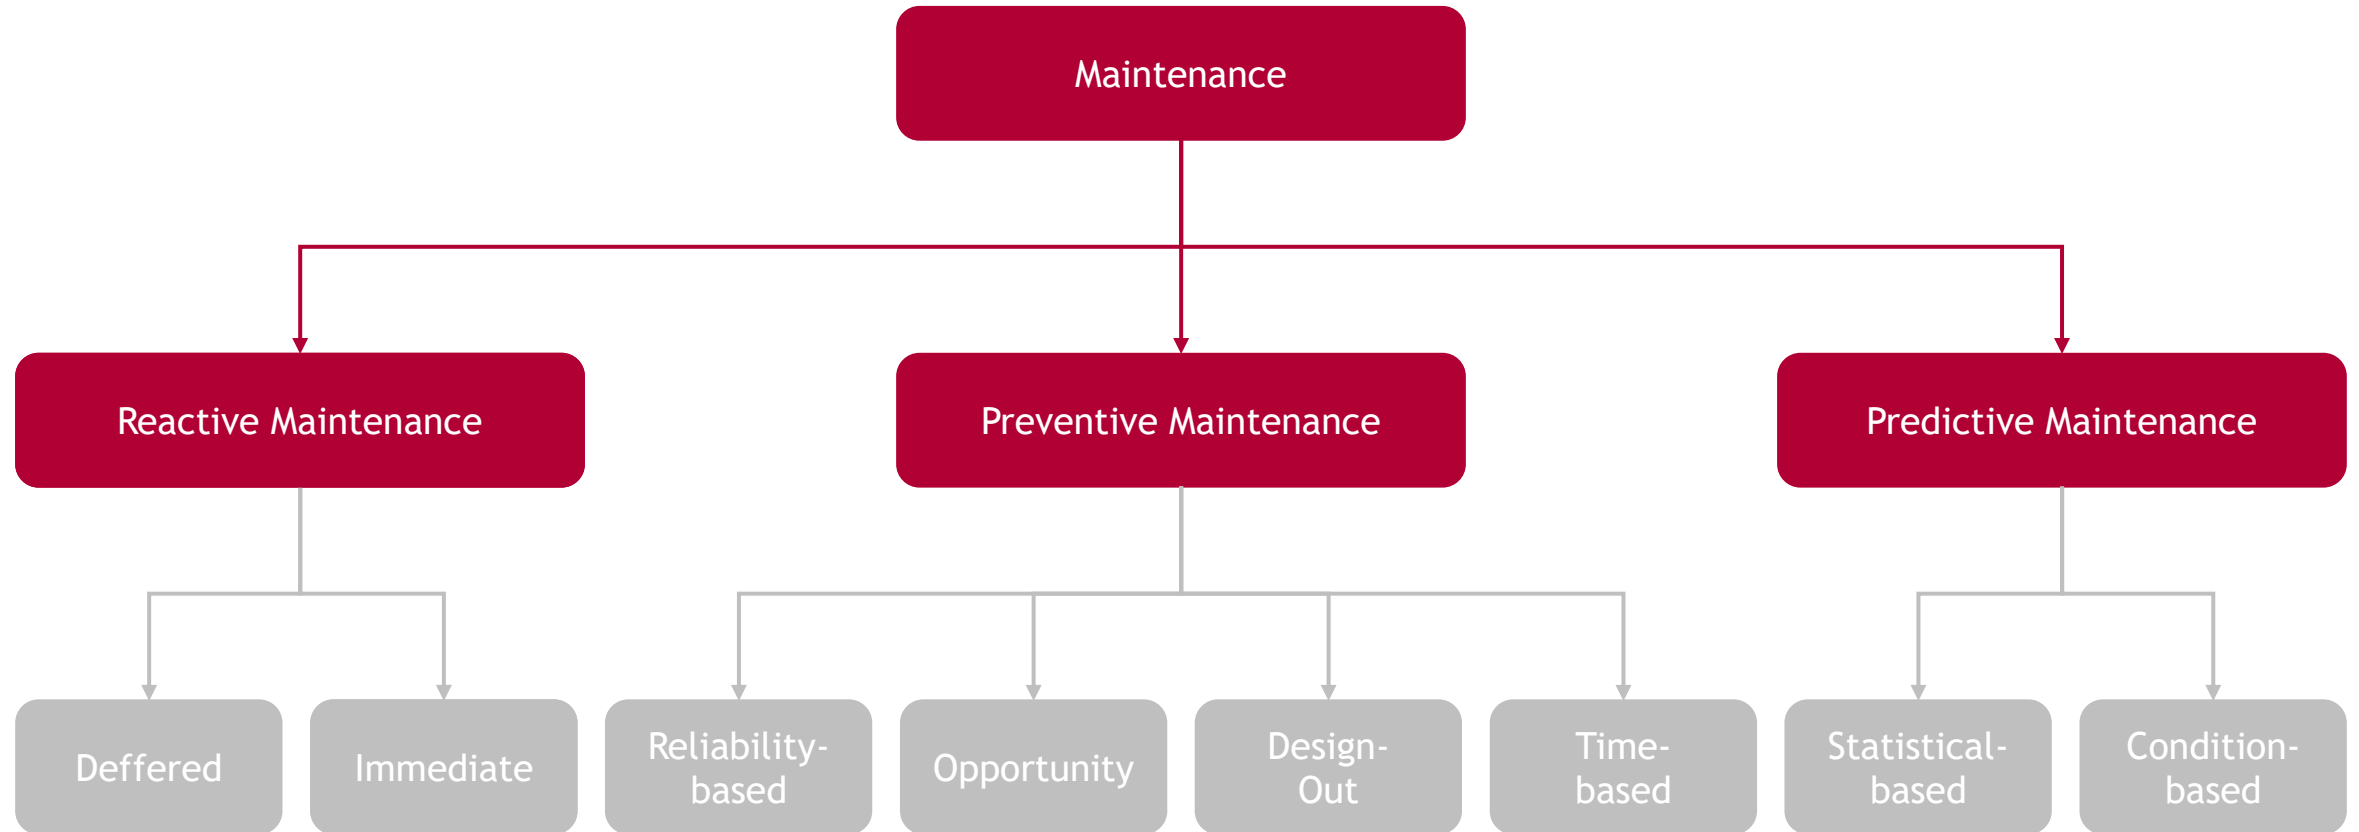 Maintenance
Reactive Maintenance
Preventive Maintenance
Predictive Maintenance
Deffered
Immediate
Reliability-
based
Opportunity
Design-
Out
Time-
based
Statistical-
based
Condition-
based